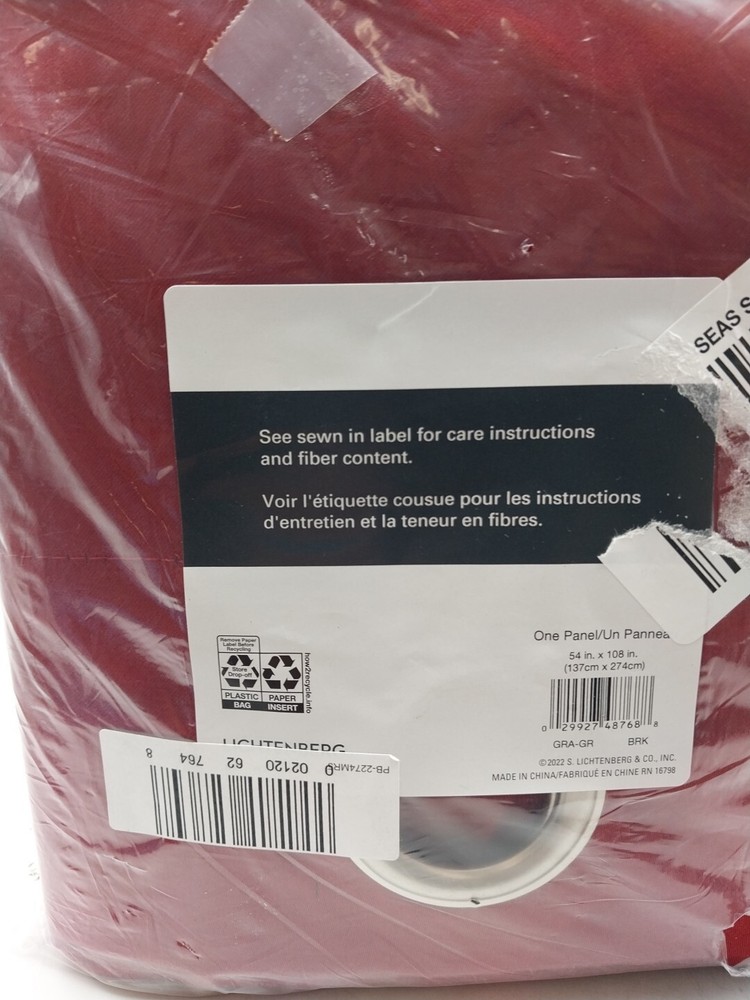 SEAS
See sewn in label for care instructions
and fiber content.
Voir l'étiquette cousue pour les instructions
d'entretien et la teneur en fibres.
Remove Paper
Label Before
Recycling
Store
Drop-off
PLASTIC
BAG
PAPER
INSERT
how2recycle.info
One Panel/Un Pannea
54 in. x 108 in.
(137cm x 274cm)
0 29927 48768 8
GRA-GR BRK
©2022 S. LICHTENBERG & CO., INC.
MADE IN CHINA/FABRIQUÉ EN CHINE RN 16798
LICHTENBERG
PB-2274MRS
0 02120 62 764 8